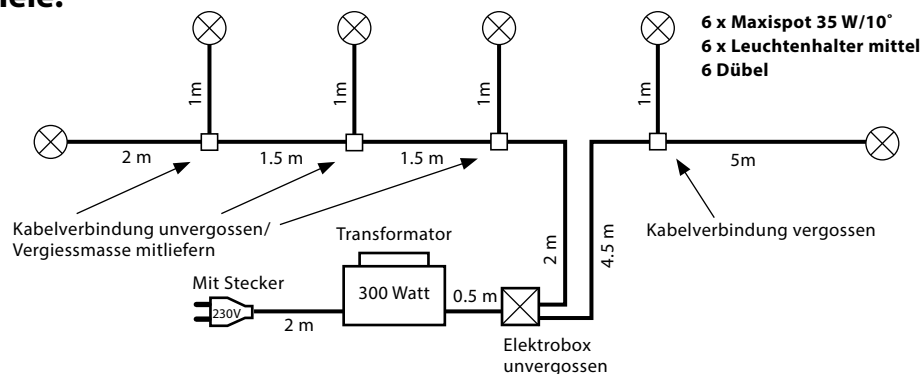 6 x Maxispot 35 W/10°
6 x Leuchtenhalter mittel
6 Dübel
1m
1m
1m
1m
2 m
1.5 m
1.5 m
5m
Kabelverbindung unvergossen/
Vergiessmasse mitliefern
Kabelverbindung vergossen
Transformator
2 m
4.5 m
Mit Stecker
300 Watt
0.5 m
230V
2 m
Elektrobox
unvergossen